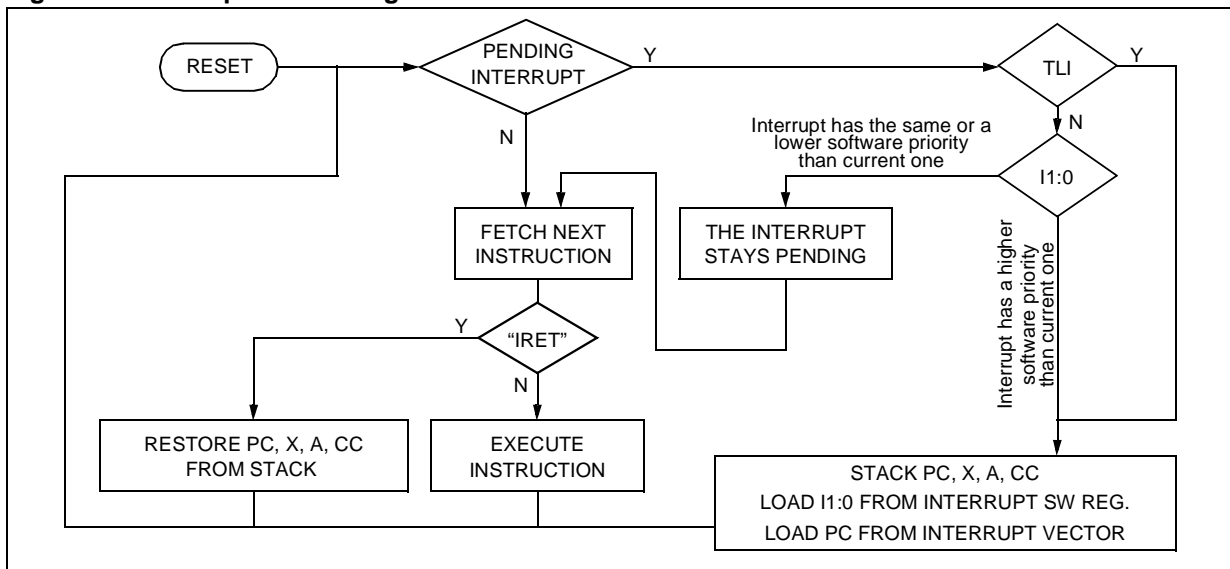 RESET
PENDING
INTERRUPT
Y
TLI
Y
N
N
Interrupt has the same or a
lower software priority
than current one
I1:0
FETCH NEXT
INSTRUCTION
THE INTERRUPT
STAYS PENDING
Interrupt has a higher
software priority
than current one
Y
“IRET”
N
RESTORE PC, X, A, CC
FROM STACK
EXECUTE
INSTRUCTION
STACK PC, X, A, CC
LOAD I1:0 FROM INTERRUPT SW REG.
LOAD PC FROM INTERRUPT VECTOR